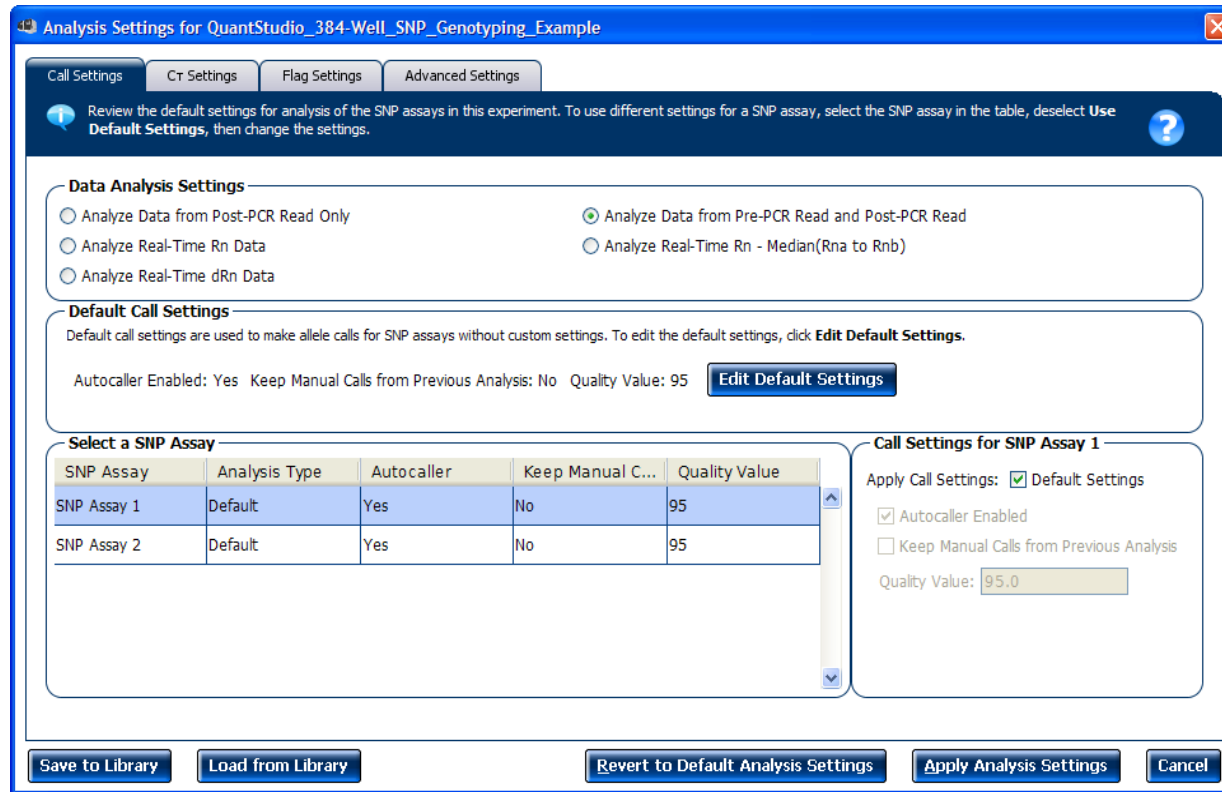 Analysis Settings for QuantStudio_384-Well_SNP_Genotyping_Example
Call Settings
CT Settings
Flag Settings
Advanced Settings
Review the default settings for analysis of the SNP assays in this experiment. To use different settings for a SNP assay, select the SNP assay in the table, deselect Use
Default Settings, then change the settings.
?
Data Analysis Settings
Analyze Data from Post-PCR Read Only
Analyze Data from Pre-PCR Read and Post-PCR Read
Analyze Real-Time Rn Data
Analyze Real-Time Rn - Median(Rna to Rnb)
Analyze Real-Time dRn Data
Default Call Settings
Default call settings are used to make allele calls for SNP assays without custom settings. To edit the default settings, click Edit Default Settings.
Autocaller Enabled: Yes Keep Manual Calls from Previous Analysis: No Quality Value: 95
Edit Default Settings
Select a SNP Assay
SNP Assay Analysis Type Autocaller Keep Manual C... Quality Value
SNP Assay 1 Default Yes No 95
SNP Assay 2 Default Yes No 95
Call Settings for SNP Assay 1
Apply Call Settings: Default Settings
Autocaller Enabled
Keep Manual Calls from Previous Analysis
Quality Value: 95.0
Save to Library
Load from Library
Revert to Default Analysis Settings
Apply Analysis Settings
Cancel